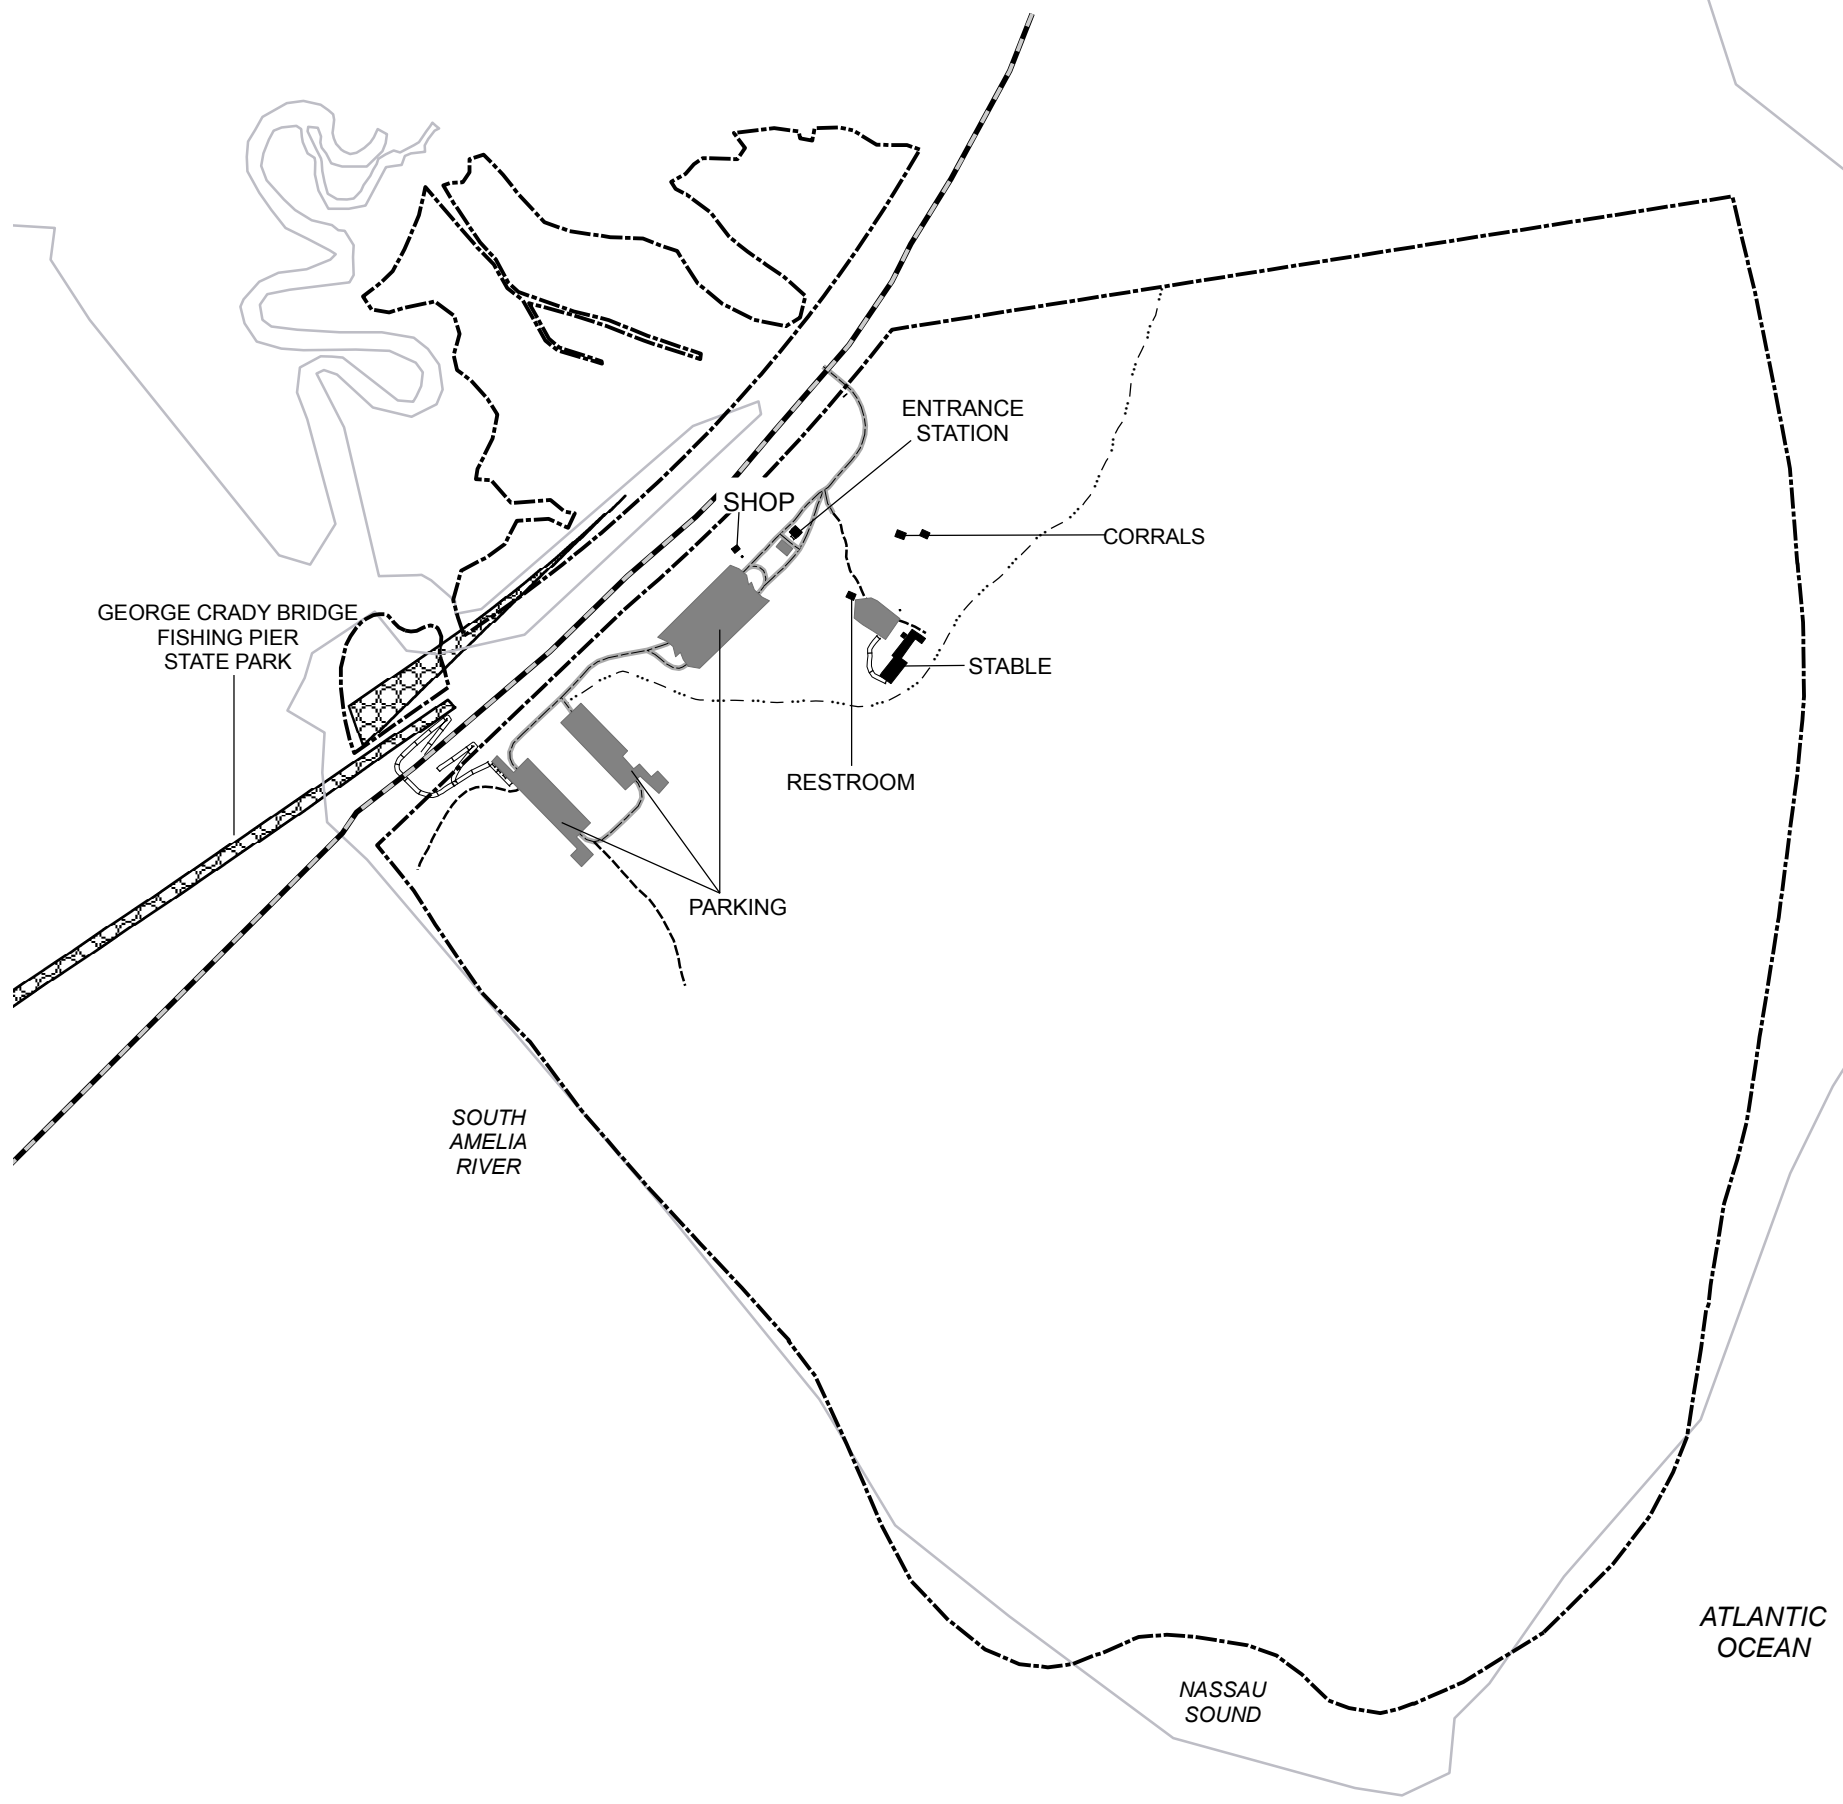 ENTRANCE
STATION
SHOP
CORRALS
GEORGE CRADY BRIDGE
FISHING PIER
STATE PARK
STABLE
RESTROOM
PARKING
SOUTH
AMELIA
RIVER
ATLANTIC
OCEAN
NASSAU
SOUND